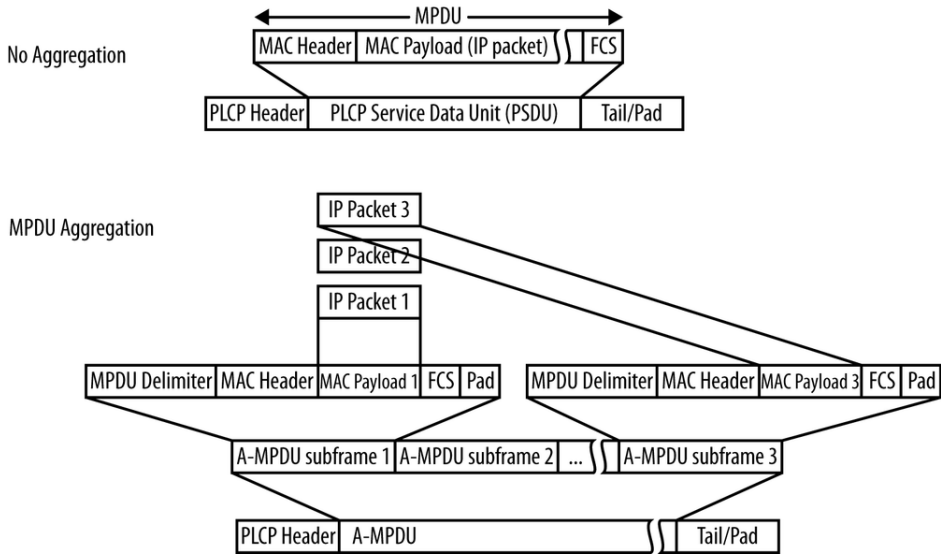 MPDU
No Aggregation
MAC Header MAC Payload (IP packet) FCS
PLCP Header PLCP Service Data Unit (PSDU) Tail/Pad
MPDU Aggregation
IP Packet 3
IP Packet 2
IP Packet 1
MPDU Delimiter MAC Header MAC Payload 1 FCS Pad MPDU Delimiter MAC Header MAC Payload 3 FCS Pad
A-MPDU subframe 1 A-MPDU subframe 2 ... A-MPDU subframe 3
PLCP Header A-MPDU Tail/Pad